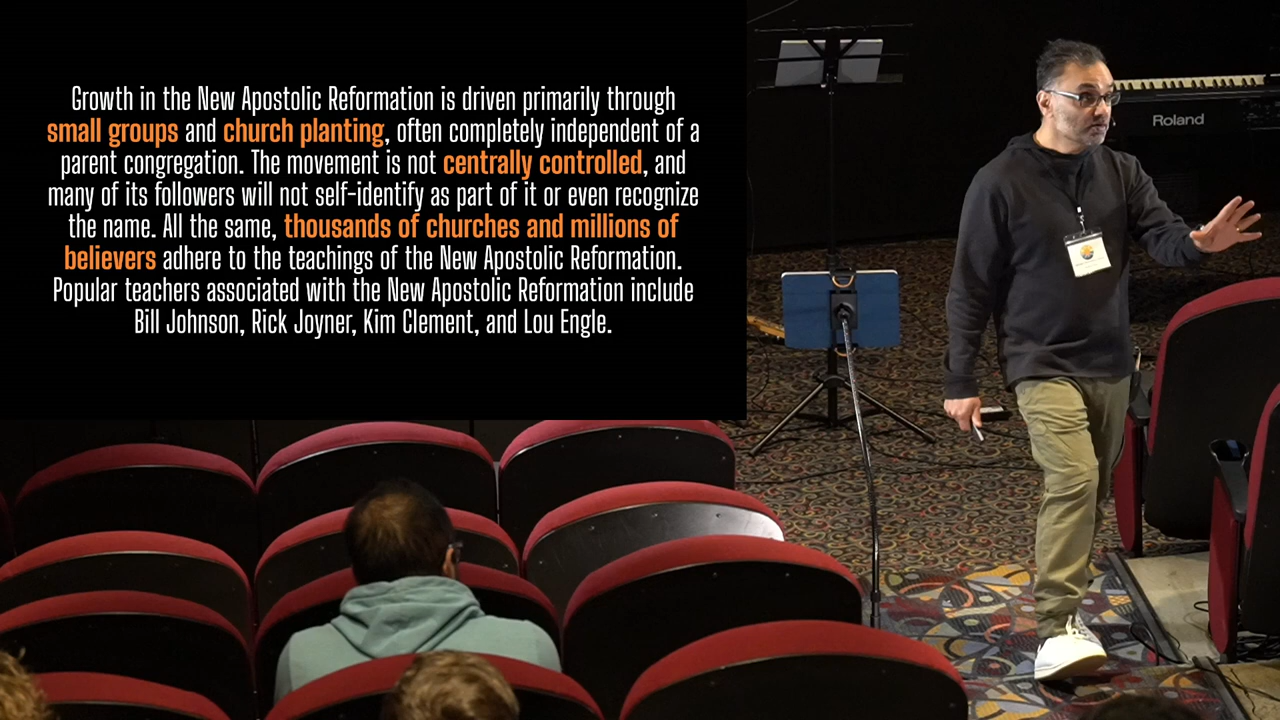 Growth in the New Apostolic Reformation is driven primarily through
small groups and church planting, often completely independent of a
parent congregation. The movement is not centrally controlled, and
many of its followers will not self-identify as part of it or even recognize
the name. All the same, thousands of churches and millions of
believers adhere to the teachings of the New Apostolic Reformation.
Popular teachers associated with the New Apostolic Reformation include
Bill Johnson, Rick Joyner, Kim Clement, and Lou Engle.
Roland